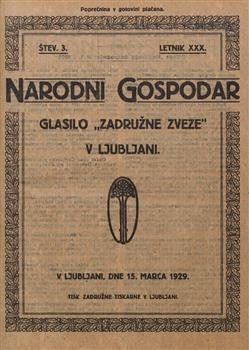 Poprečnina v gotovini plačana.
ŠTEV. 3. LETNIK XXX.
NARODNI GOSPODAR
GLASILO „ZADRUŽNE ZVEZE"
V LJUBLJANI.
V LJUBLJANI, DNE 15. MARCA 1929.
TISK ZADRUŽNE TISKARNE V LJUBLJANI.